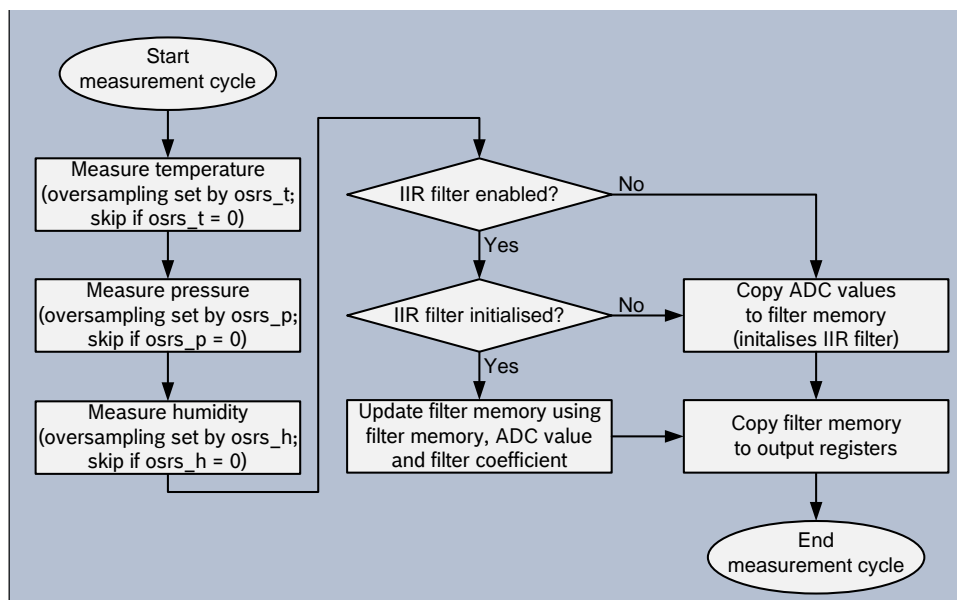 Start
measurement cycle
Measure temperature
(oversampling set by osrs_t;
skip if osrs_t = 0)
Measure pressure
(oversampling set by osrs_p;
skip if osrs_p = 0)
Measure humidity
(oversampling set by osrs_h;
skip if osrs_h = 0)
IIR filter enabled?
No
Yes
IIR filter initialised?
No
Yes
Update filter memory using
filter memory, ADC value
and filter coefficient
Copy ADC values
to filter memory
(initalises IIR filter)
Copy filter memory
to output registers
End
measurement cycle